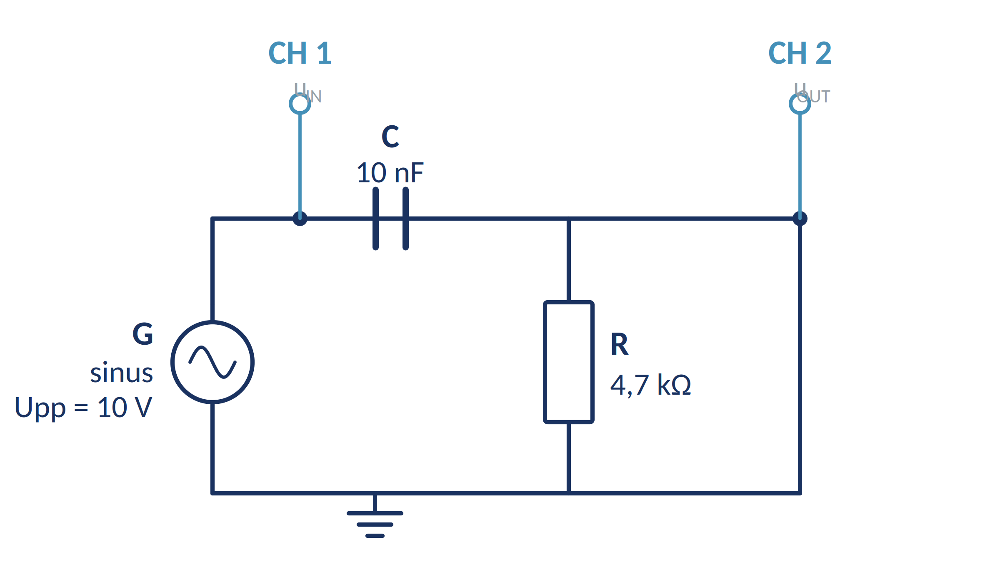 CH 1
CH 2
uIN
uOUT
C
10 nF
G
sinus
Upp = 10 V
R
4,7 kΩ